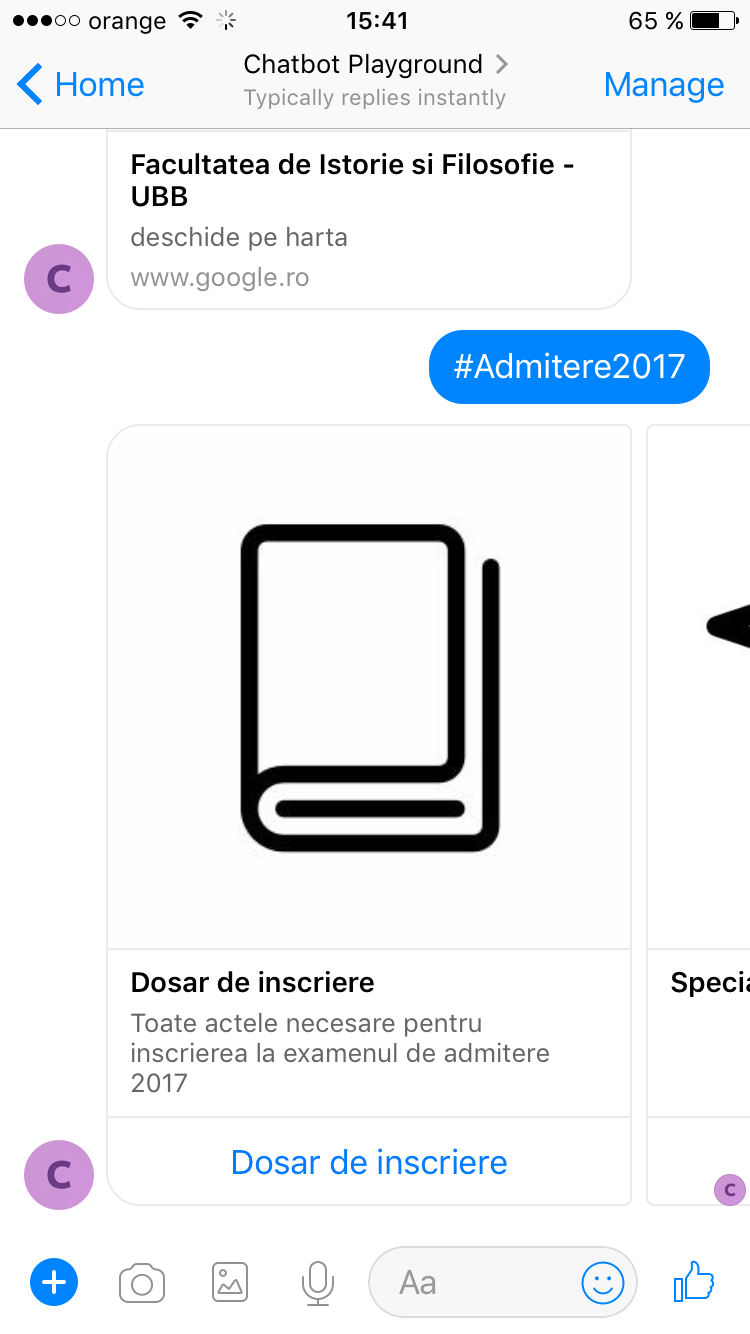 orange 15:41 65 %
Home Chatbot Playground Manage
Typically replies instantly
Facultatea de Istorie si Filosofie -
UBB
deschide pe harta
www.google.ro
C
#Admitere2017
Dosar de inscriere
Toate actele necesare pentru
inscrierea la examenul de admitere
2017
Dosar de inscriere
C
C
Aa